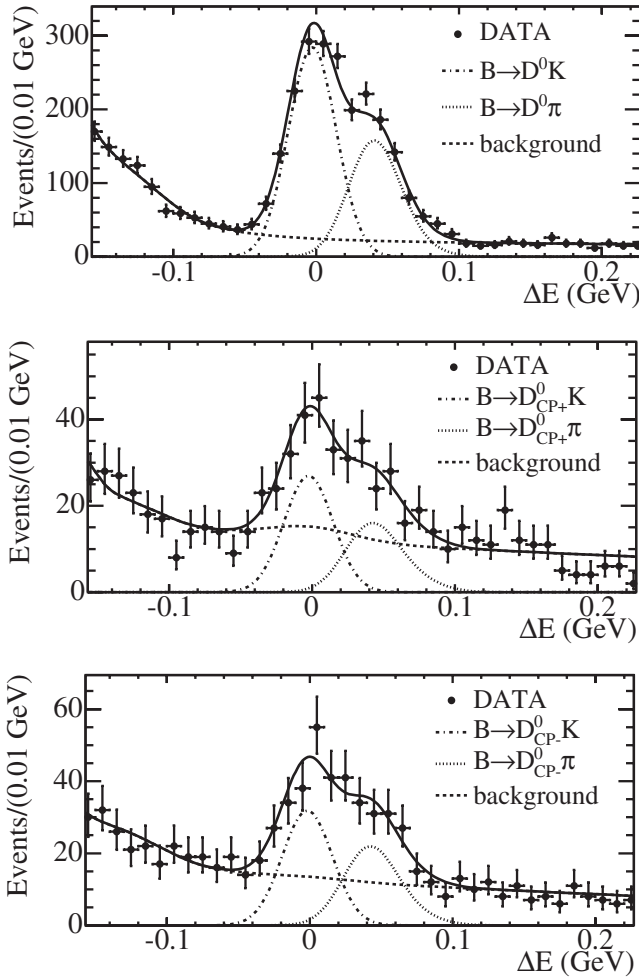 Events/(0.01 GeV)
300
200
100
0
DATA
B→D⁰K
B→D⁰π
background
-0.1 0 0.1 0.2
ΔE (GeV)
Events/(0.01 GeV)
40
20
0
DATA
B→D⁰CP+K
B→D⁰CP+π
background
-0.1 0 0.1 0.2
ΔE (GeV)
Events/(0.01 GeV)
60
40
20
0
DATA
B→D⁰CP-K
B→D⁰CP-π
background
-0.1 0 0.1 0.2
ΔE (GeV)